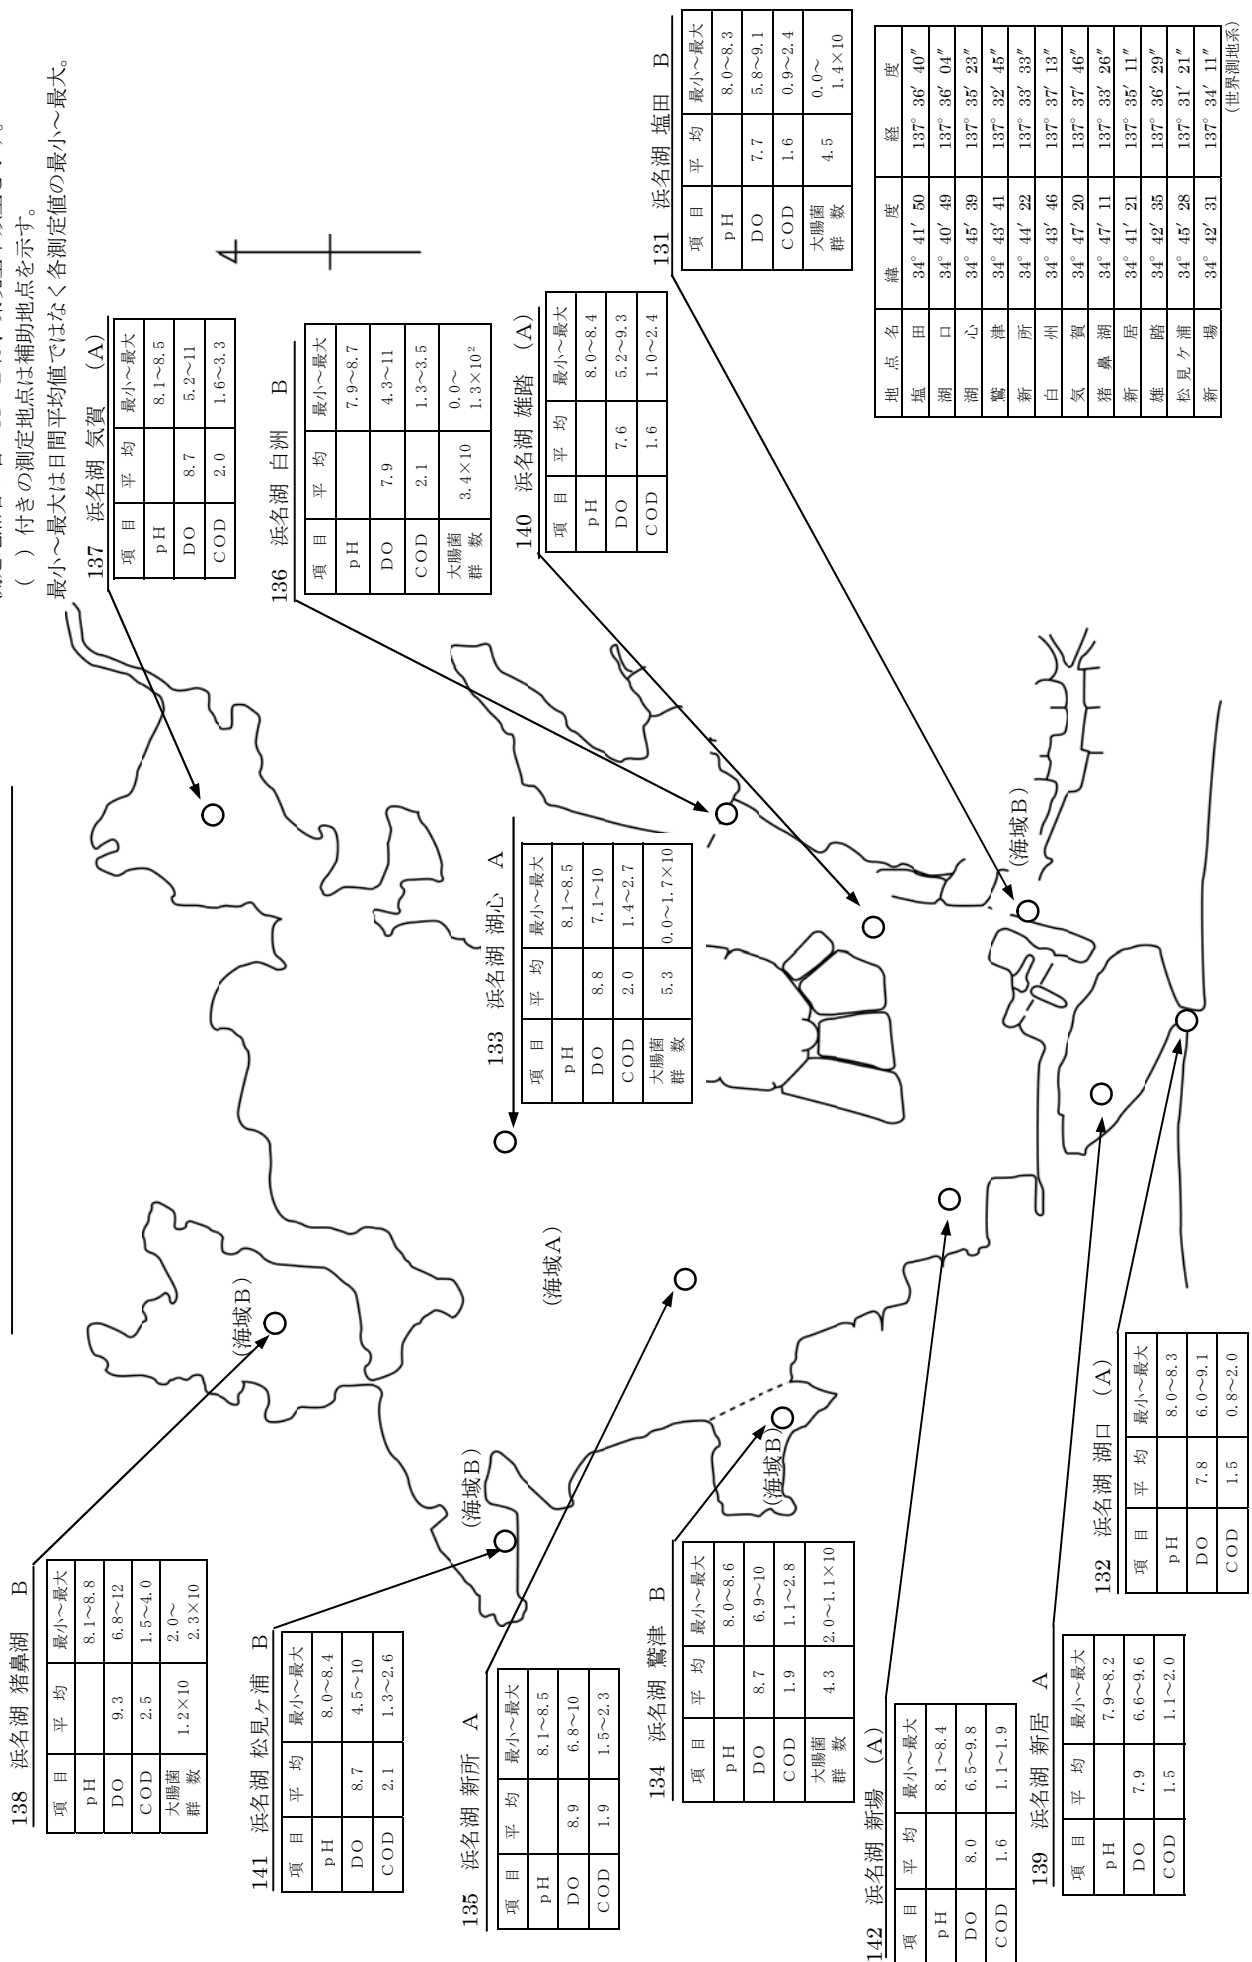 ( ）付きの測定地点は補助地点を示す。
最小～最大は日間平均値ではなく各測定値の最小～最大。
138 浜名湖 猪鼻湖 B
項 目 平 均 最小～最大
pH 8.1～8.8
DO 9.3 6.8～12
COD 2.5 1.5～4.0
大腸菌群 数 1.2×10 2.0～2.3×10
(海域B)
137 浜名湖 気賀 (A)
項 目 平 均 最小～最大
pH 8.1～8.5
DO 8.7 5.2～11
COD 2.0 1.6～3.3
141 浜名湖 松見ヶ浦 B
項 目 平 均 最小～最大
pH 8.0～8.4
DO 8.7 4.5～10
COD 2.1 1.3～2.6
(海域B)
136 浜名湖 白洲 B
項 目 平 均 最小～最大
pH 7.9～8.7
DO 7.9 4.3～11
COD 2.1 1.3～3.5
大腸菌群 数 3.4×10 0.0～1.3×10²
135 浜名湖 新所 A
項 目 平 均 最小～最大
pH 8.1～8.5
DO 8.9 6.8～10
COD 1.9 1.5～2.3
(海域A)
133 浜名湖 湖心 A
項 目 平 均 最小～最大
pH 8.1～8.5
DO 8.8 7.1～10
COD 2.0 1.4～2.7
大腸菌群 数 5.3 0.0～1.7×10
140 浜名湖 雄踏 (A)
項 目 平 均 最小～最大
pH 8.0～8.4
DO 7.6 5.2～9.3
COD 1.6 1.0～2.4
134 浜名湖 鷲津 B
項 目 平 均 最小～最大
pH 8.0～8.6
DO 8.7 6.9～10
COD 1.9 1.1～2.8
大腸菌群 数 4.3 2.0～1.1×10
(海域B)
131 浜名湖 塩田 B
項 目 平 均 最小～最大
pH 8.0～8.3
DO 7.7 5.8～9.1
COD 1.6 0.9～2.4
大腸菌群 数 4.5 0.0～1.4×10
(海域B)
142 浜名湖 新場 (A)
項 目 平 均 最小～最大
pH 8.1～8.4
DO 8.0 6.5～9.8
COD 1.6 1.1～1.9
139 浜名湖 新居 A
項 目 平 均 最小～最大
pH 7.9～8.2
DO 7.9 6.6～9.6
COD 1.5 1.1～2.0
132 浜名湖 湖口 (A)
項 目 平 均 最小～最大
pH 8.0～8.3
DO 7.8 6.0～9.1
COD 1.5 0.8～2.0
地 点 名 緯 度 経 度
塩 田 34° 41′ 50 137° 36′ 40″
湖 口 34° 40′ 49 137° 36′ 04″
湖 心 34° 45′ 39 137° 35′ 23″
鷲 津 34° 43′ 41 137° 32′ 45″
新 所 34° 44′ 22 137° 33′ 33″
白 州 34° 43′ 46 137° 37′ 13″
気 賀 34° 47′ 20 137° 37′ 46″
猪 鼻 湖 34° 47′ 11 137° 33′ 26″
新 居 34° 41′ 21 137° 35′ 11″
雄 踏 34° 42′ 35 137° 36′ 29″
松見ケ浦 34° 45′ 28 137° 31′ 21″
新 場 34° 42′ 31 137° 34′ 11″
(世界測地系)